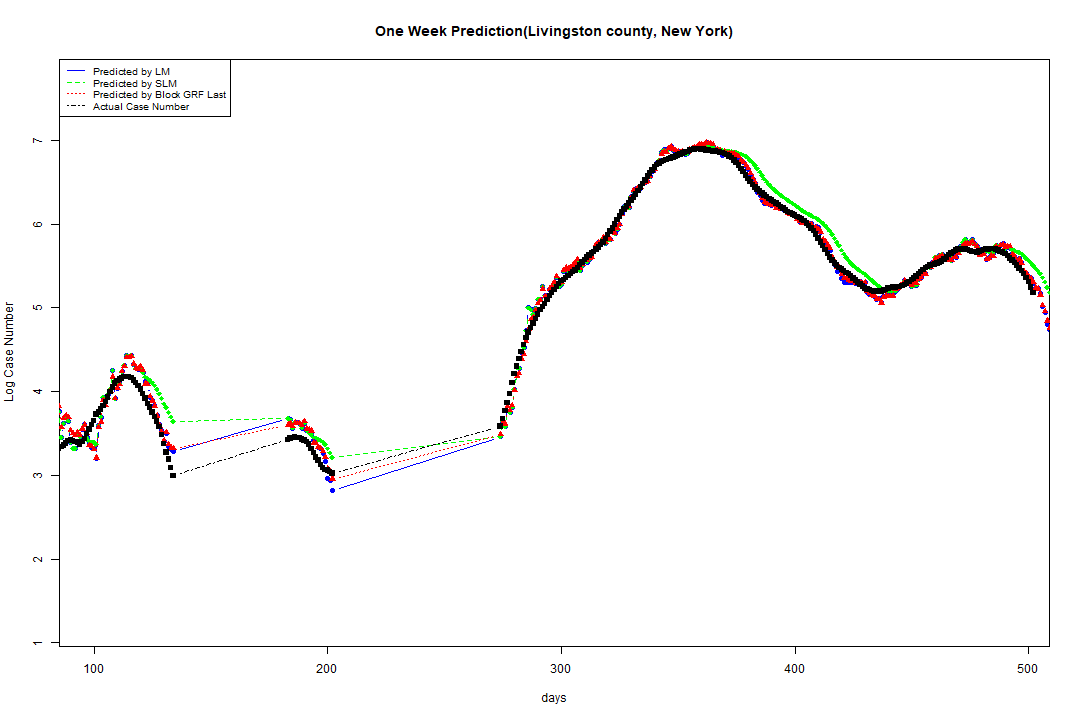 One Week Prediction(Livingston county, New York)
Predicted by LM
Predicted by SLM
Predicted by Block GRF Last
Actual Case Number
7
6
5
4
3
2
1
Log Case Number
100 200 300 400 500
days